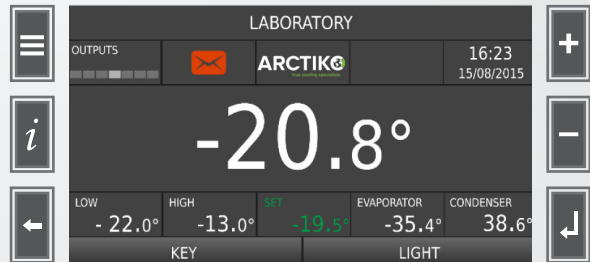 LABORATORY
OUTPUTS
ARCTIKO
16:23
15/08/2015
+
i
-20.8°
−
LOW
HIGH
SET
EVAPORATOR
CONDENSER
- 22.0°
-13.0°
-19.5°
-35.4°
38.6°
KEY
LIGHT